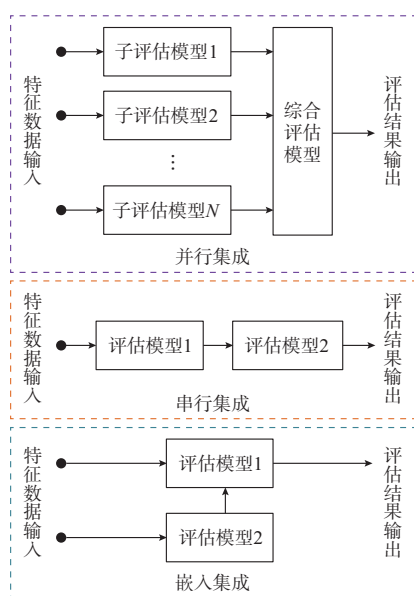 特征数据输入
子评估模型1
子评估模型2
⋮
子评估模型N
综合评估模型
评估结果输出
并行集成
特征数据输入
评估模型1
评估模型2
评估结果输出
串行集成
特征数据输入
评估模型1
评估模型2
评估结果输出
嵌入集成